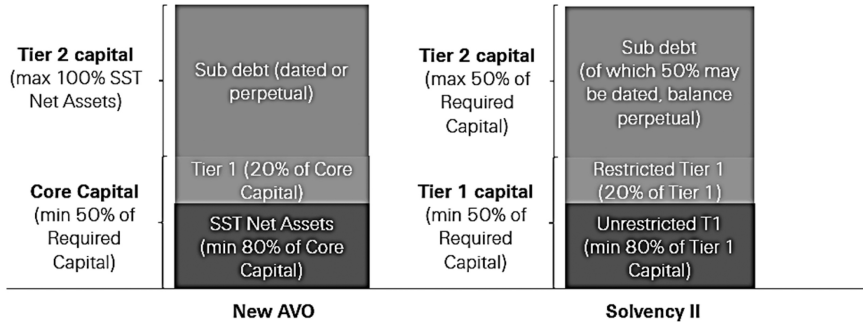 Tier 2 capital
(max 100% SST
Net Assets)
Sub debt (dated or
perpetual)
Core Capital
(min 50% of
Required
Capital)
Tier 1 (20% of Core
Capital)
SST Net Assets
(min 80% of Core
Capital)
New AVO
Tier 2 capital
(max 50% of
Required
Capital)
Sub debt
(of which 50% may
be dated, balance
perpetual)
Tier 1 capital
(min 50% of
Required
Capital)
Restricted Tier 1
(20% of Tier 1)
Unrestricted T1
(min 80% of Tier 1
Capital)
Solvency II